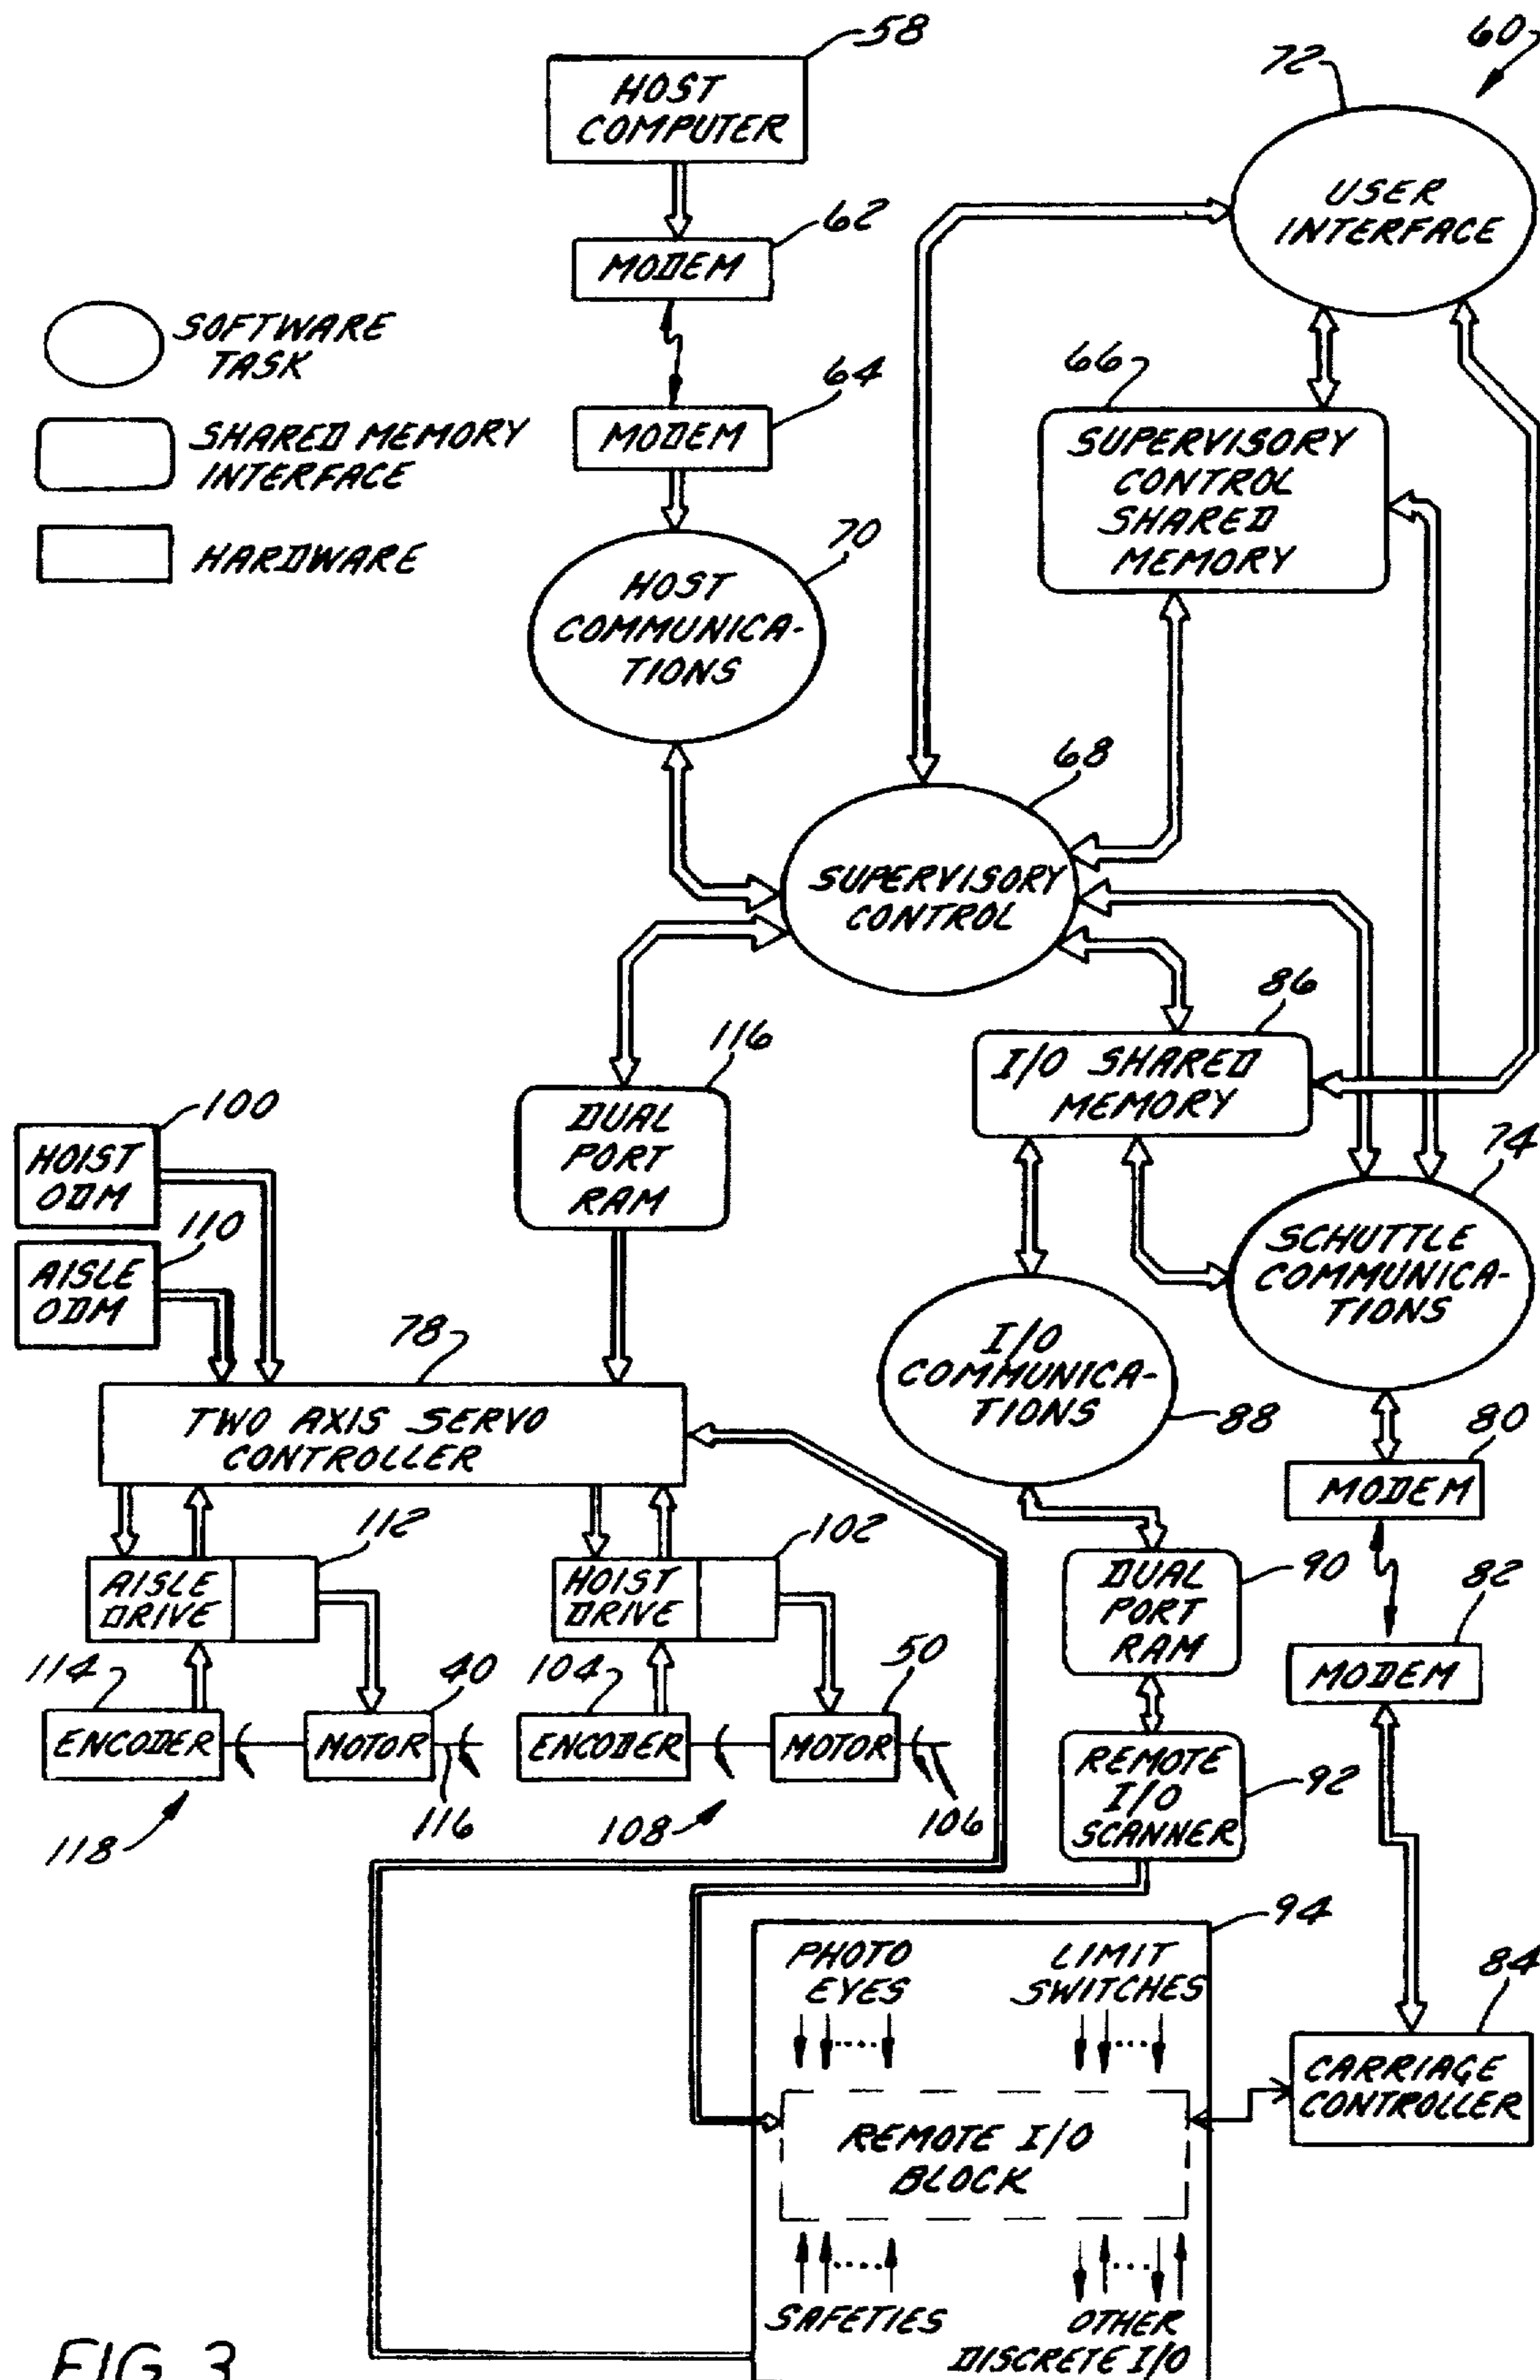 58
HOST
COMPUTER
60
72
USER
INTERFACE
62
MODEM
SOFTWARE
TASK
64
MODEM
66
SUPERVISORY
CONTROL
SHARED
MEMORY
SHARED MEMORY
INTERFACE
HARDWARE
70
HOST
COMMUNICA-
TIONS
68
SUPERVISORY
CONTROL
86
I/O SHARED
MEMORY
116
DUAL
PORT
RAM
100
HOIST
ODM
110
AISLE
ODM
74
SCHUTTLE
COMMUNICA-
TIONS
78
TWO AXIS SERVO
CONTROLLER
I/O
COMMUNICA-
TIONS
88
80
MODEM
112
AISLE
DRIVE
102
HOIST
DRIVE
DUAL
PORT
RAM
90
82
MODEM
114
ENCODER
40
MOTOR
104
ENCODER
50
MOTOR
116
118
106
108
REMOTE
I/O
SCANNER
92
94
PHOTO
EYES
LIMIT
SWITCHES
84
CARRIAGE
CONTROLLER
REMOTE I/O
BLOCK
SAFETIES
OTHER
DISCRETE I/O
FIG. 3